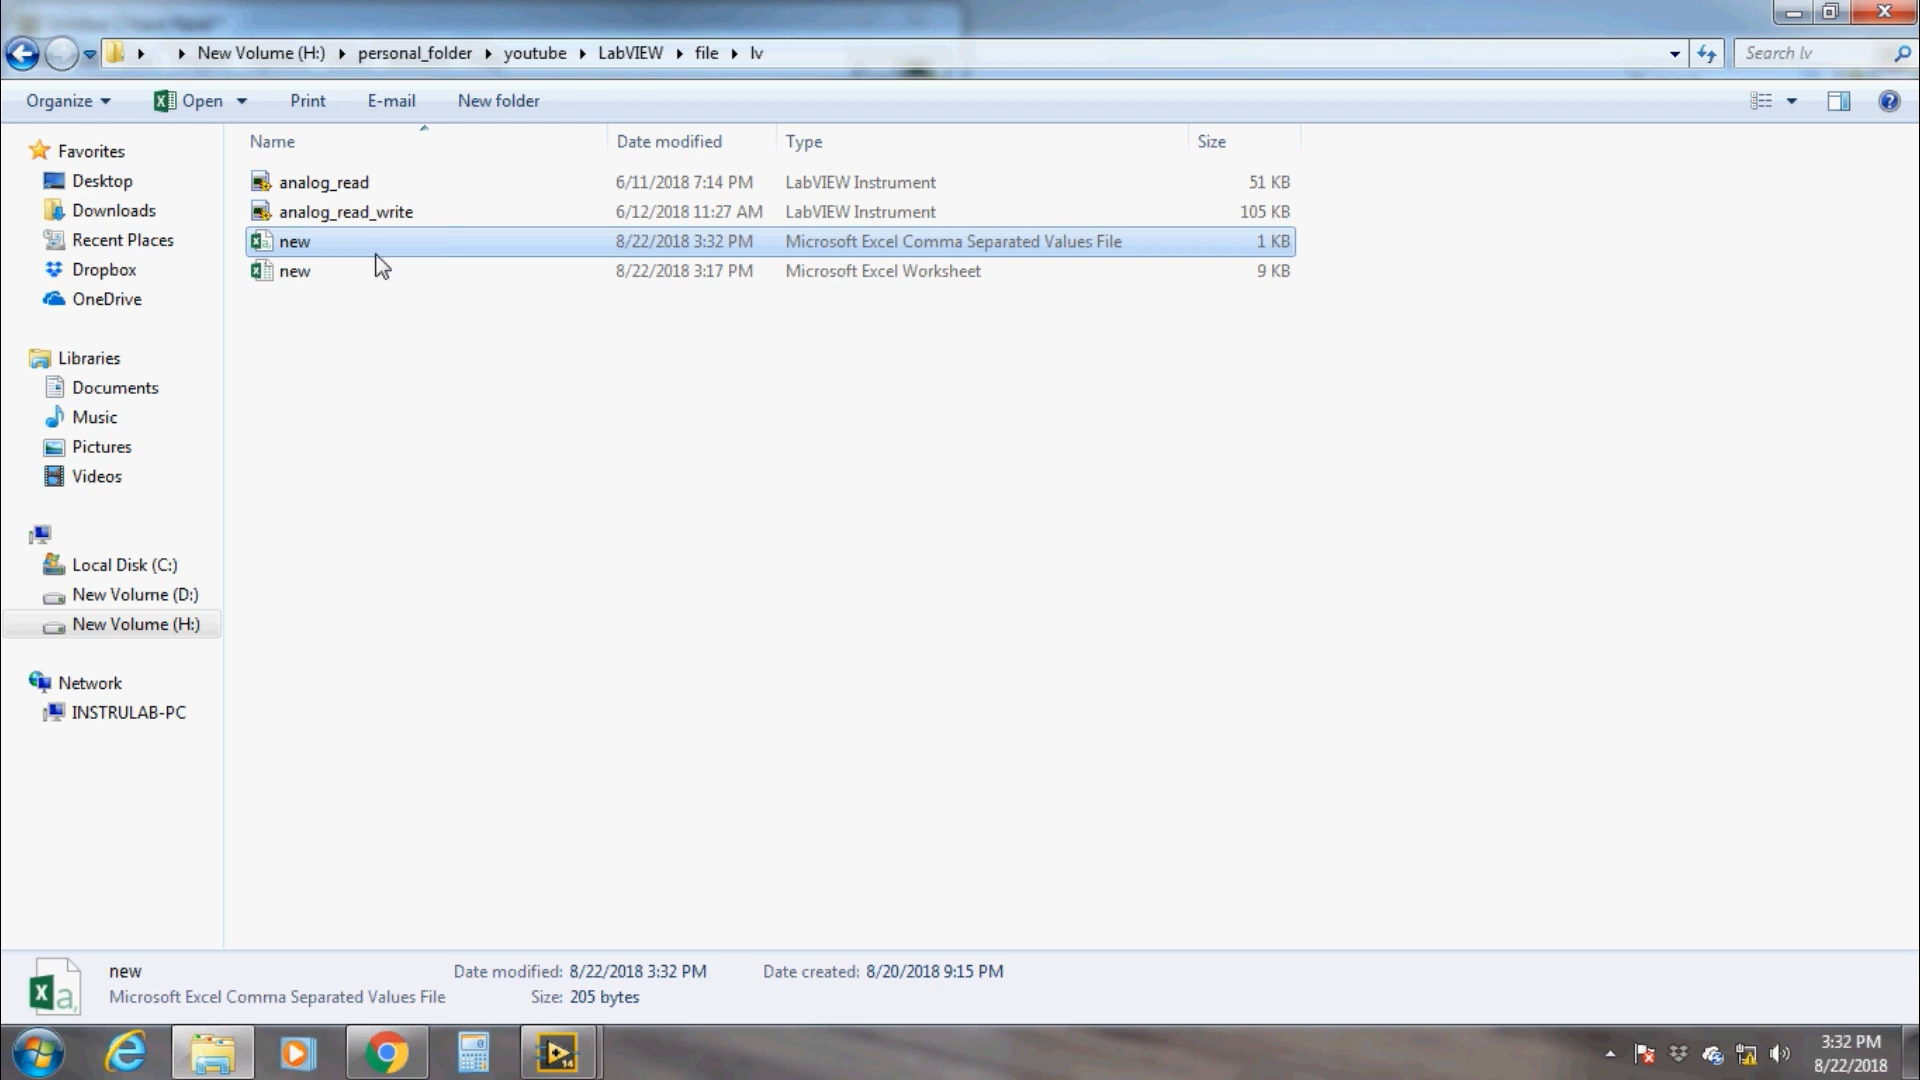 New Volume (H:) personal_folder youtube LabVIEW file lv Search lv
Organize Open Print E-mail New folder
Name Date modified Type Size
Favorites
Desktop
Downloads
Recent Places
Dropbox
OneDrive
Libraries
Documents
Music
Pictures
Videos
Local Disk (C:)
New Volume (D:)
New Volume (H:)
Network
INSTRULAB-PC
analog_read 6/11/2018 7:14 PM LabVIEW Instrument 51 KB
analog_read_write 6/12/2018 11:27 AM LabVIEW Instrument 105 KB
new 8/22/2018 3:32 PM Microsoft Excel Comma Separated Values File 1 KB
new 8/22/2018 3:17 PM Microsoft Excel Worksheet 9 KB
new Date modified: 8/22/2018 3:32 PM Date created: 8/20/2018 9:15 PM
Microsoft Excel Comma Separated Values File Size: 205 bytes
14
3:32 PM
8/22/2018